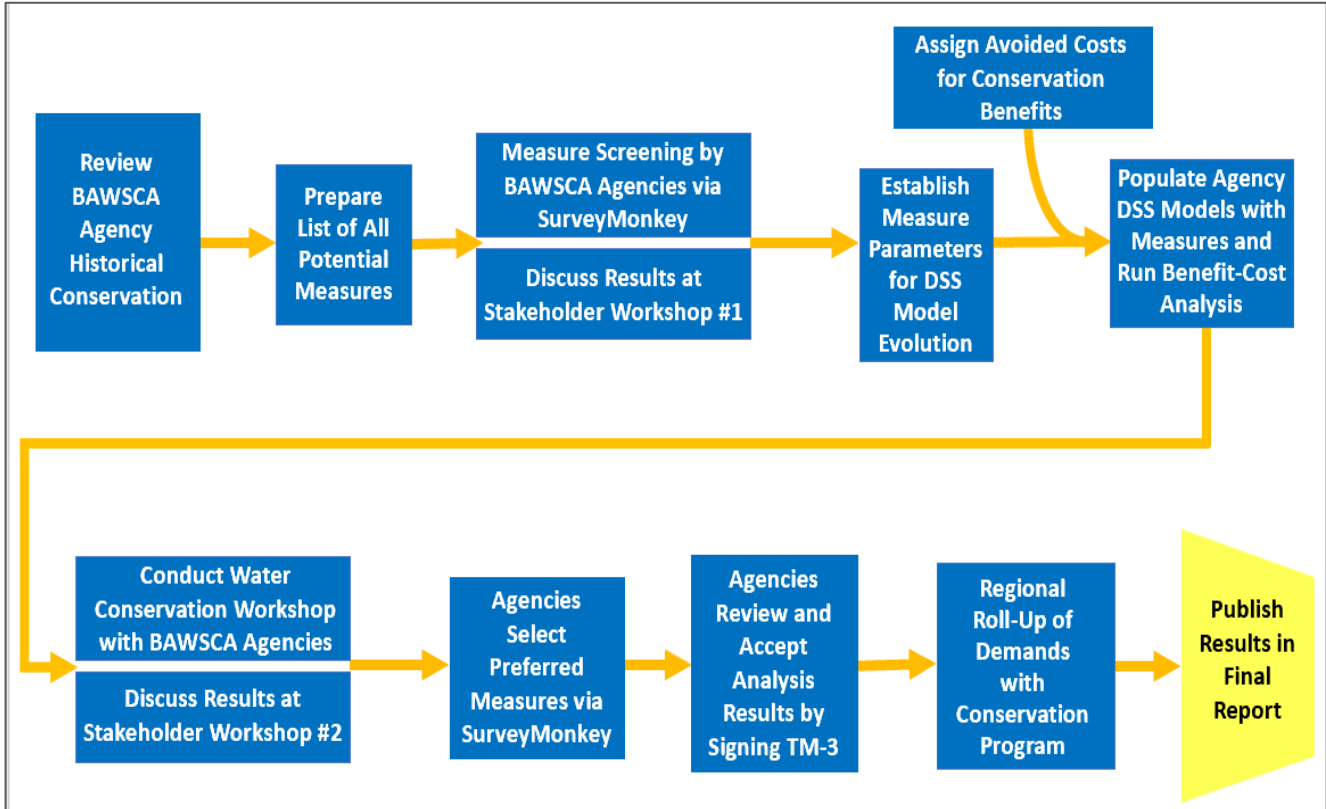 Review
BAWSCA
Agency
Historical
Conservation
Prepare
List of All
Potential
Measures
Measure Screening by
BAWSCA Agencies via
SurveyMonkey
Discuss Results at
Stakeholder Workshop #1
Establish
Measure
Parameters
for DSS
Model
Evolution
Assign Avoided Costs
for Conservation
Benefits
Populate Agency
DSS Models with
Measures and
Run Benefit-Cost
Analysis
Conduct Water
Conservation Workshop
with BAWSCA Agencies
Discuss Results at
Stakeholder Workshop #2
Agencies
Select
Preferred
Measures via
SurveyMonkey
Agencies
Review and
Accept
Analysis
Results by
Signing TM-3
Regional
Roll-Up of
Demands
with
Conservation
Program
Publish
Results in
Final
Report